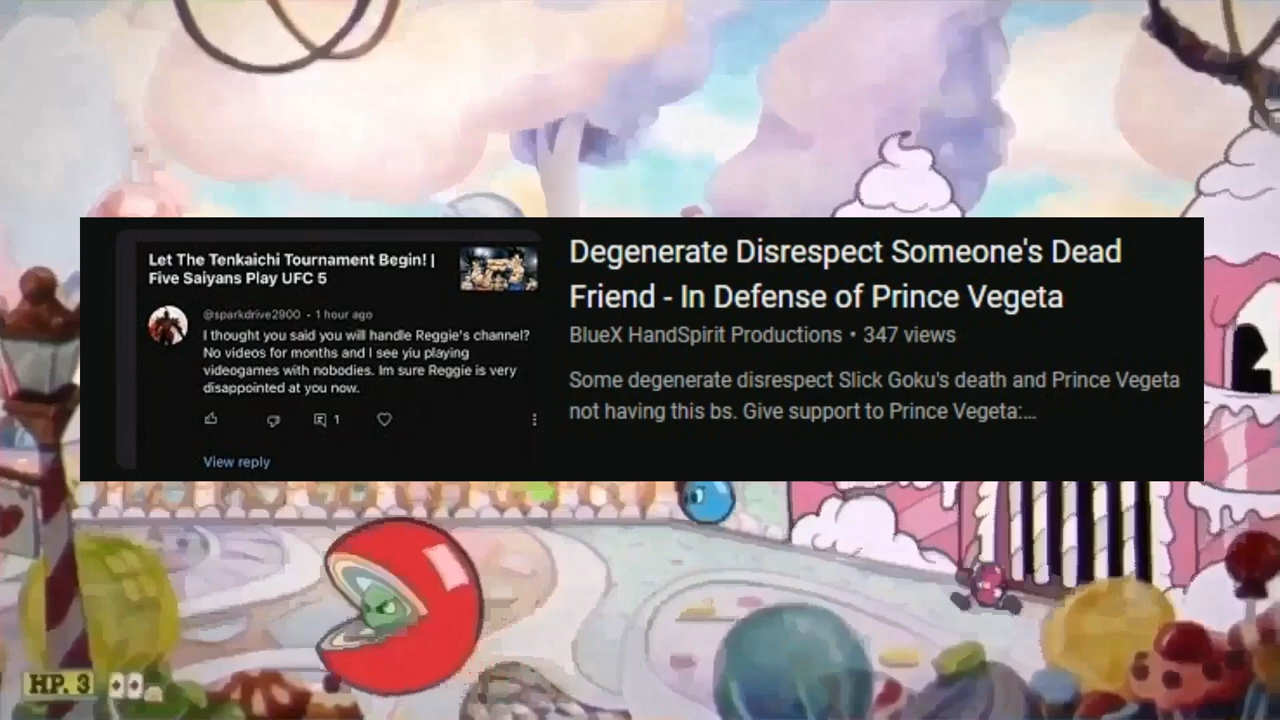 Let The Tenkaichi Tournament Begin! |
Five Saiyans Play UFC 5
@sparkdrive2900 - 1 hour ago
I thought you said you will handle Reggie's channel?
No videos for months and I see yiu playing
videogames with nobodies. Im sure Reggie is very
disappointed at you now.
1
View reply
Degenerate Disrespect Someone's Dead
Friend - In Defense of Prince Vegeta
BlueX HandSpirit Productions • 347 views
Some degenerate disrespect Slick Goku's death and Prince Vegeta
not having this bs. Give support to Prince Vegeta:...
HP. 3